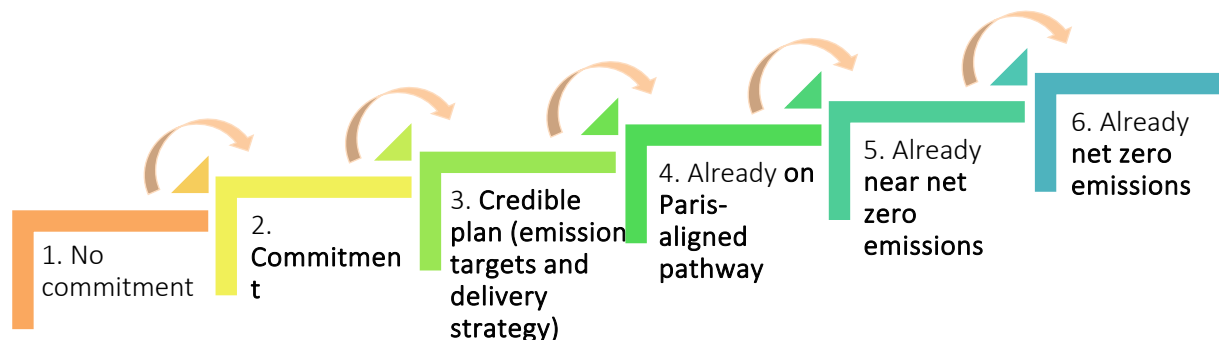 1. No
commitment
2.
Commitmen
t
3. Credible
plan (emission
targets and
delivery
strategy)
4. Already on
Paris-
aligned
pathway
5. Already
near net
zero
emissions
6. Already
net zero
emissions